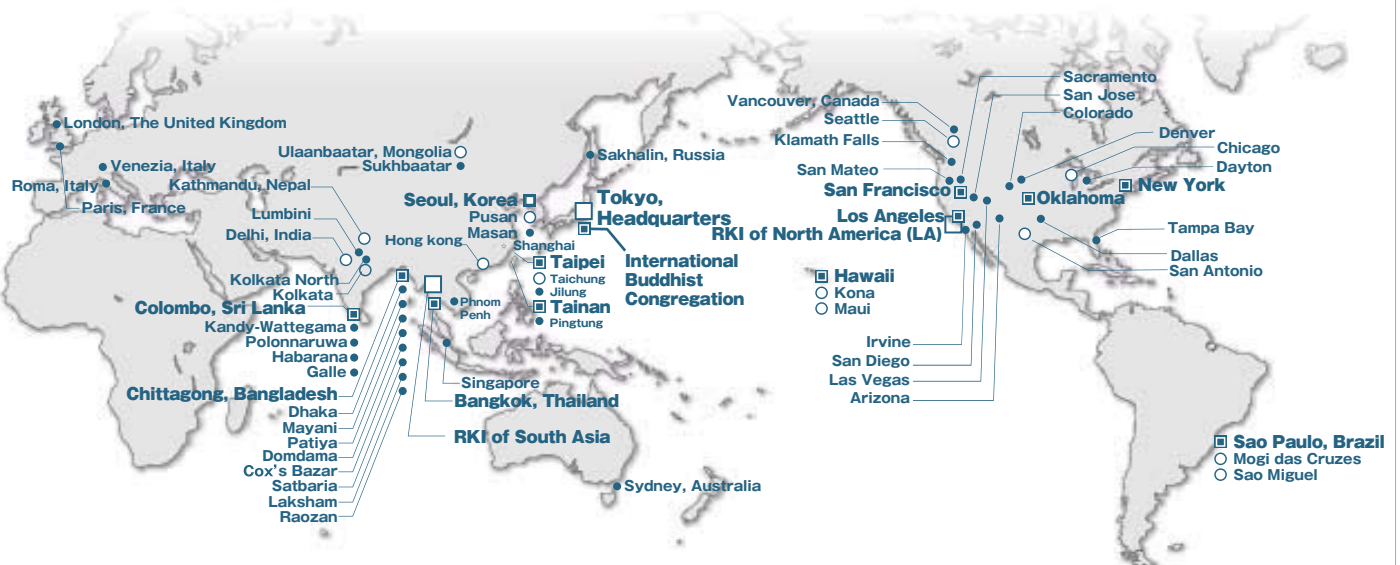 London, The United Kingdom
Venezia, Italy
Roma, Italy
Paris, France
Ulaanbaatar, Mongolia
Sukhbaatar
Kathmandu, Nepal
Lumbini
Delhi, India
Kolkata North
Kolkata
Colombo, Sri Lanka
Kandy-Wattegama
Polonnaruwa
Habarana
Galle
Chittagong, Bangladesh
Dhaka
Mayani
Patiya
Domdama
Cox's Bazar
Satbaria
Laksham
Raozan
Sakhalin, Russia
Seoul, Korea
Pusan
Masan
Tokyo,
Headquarters
International
Buddhist
Congregation
Hong kong
Shanghai
Taipei
Taichung
Jilung
Tainan
Pingtung
Phnom
Penh
Singapore
Bangkok, Thailand
RKI of South Asia
Sydney, Australia
Vancouver, Canada
Seattle
Klamath Falls
San Mateo
San Francisco
Los Angeles
RKI of North America (LA)
Hawaii
Kona
Maui
Irvine
San Diego
Las Vegas
Arizona
Sacramento
San Jose
Colorado
Denver
Chicago
Dayton
New York
Oklahoma
Tampa Bay
Dallas
San Antonio
Sao Paulo, Brazil
Mogi das Cruzes
Sao Miguel